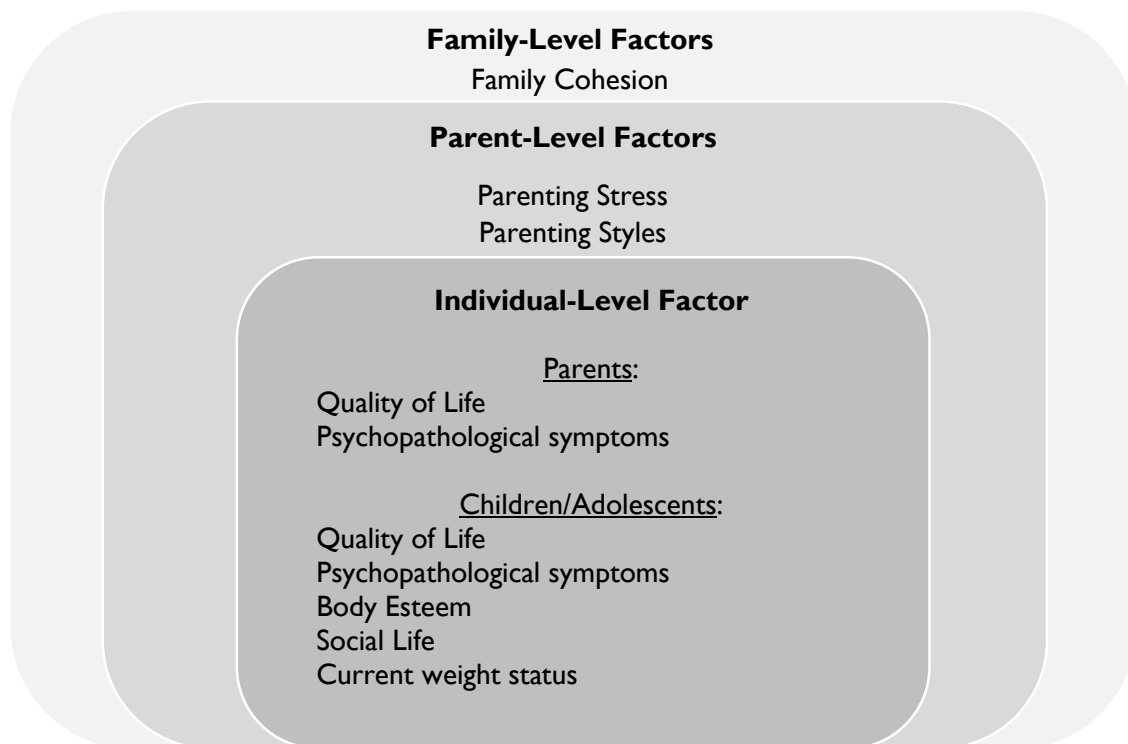 Family-Level Factors
Family Cohesion
Parent-Level Factors
Parenting Stress
Parenting Styles
Individual-Level Factor
Parents:
Quality of Life
Psychopathological symptoms
Children/Adolescents:
Quality of Life
Psychopathological symptoms
Body Esteem
Social Life
Current weight status